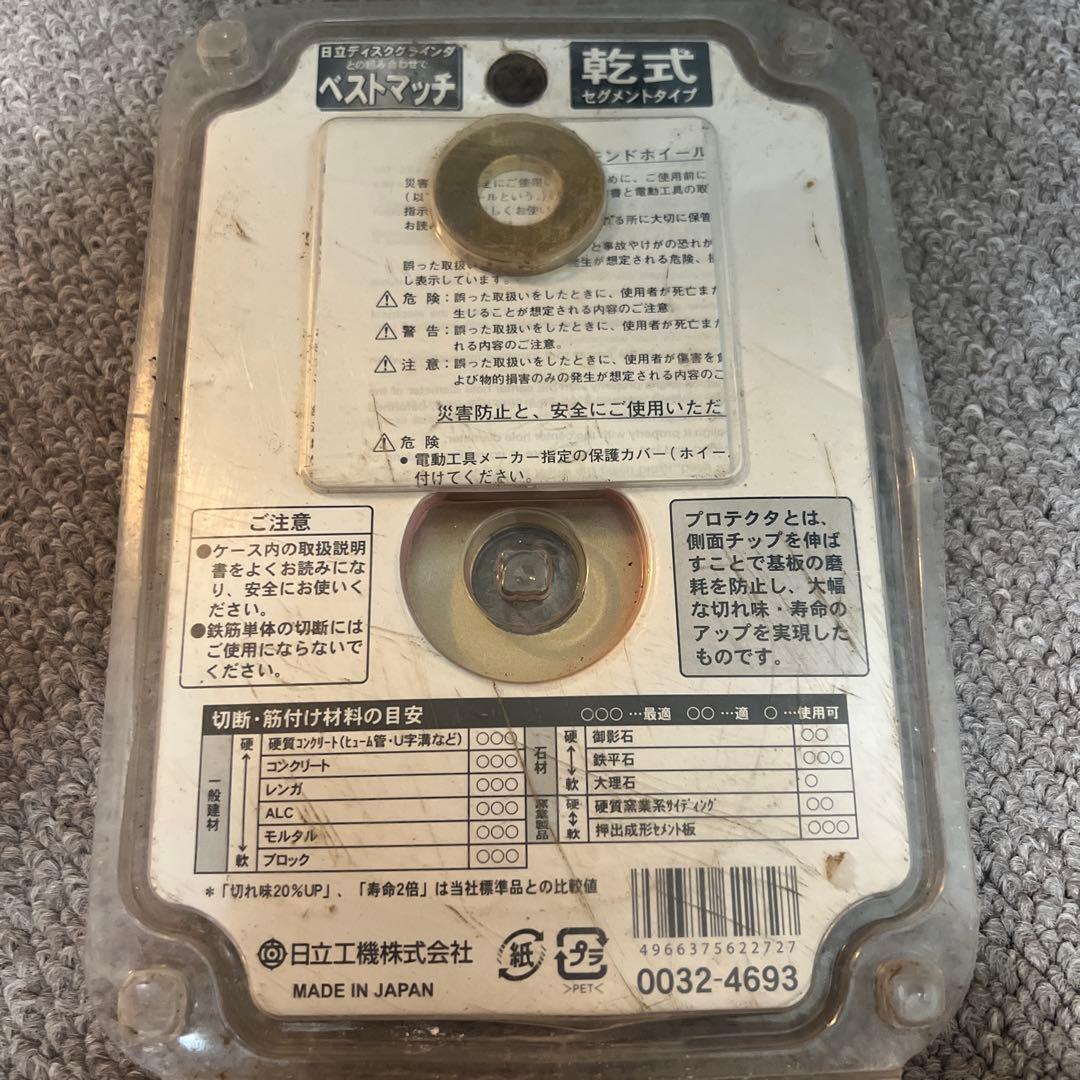 日立ディスクグラインダ
との組み合わせで
ベストマッチ
乾式
セグメントタイプ
ンドホイール
災害 にご使用 めに、ご使用前に
(以 ールという。) 書と電動工具の取
指示 しくお使い
お読み る所に大切に保管
と事故やけがの恐れが
誤った取扱い 発生が想定される危険、
し表示しています。
⚠危 険：誤った取扱いをしたときに、使用者が死亡また
生じることが想定される内容のご注意
⚠警 告：誤った取扱いをしたときに、使用者が死亡また
れる内容のご注意。
⚠注 意：誤った取扱いをしたときに、使用者が傷害を
よび物的損害のみの発生が想定される内容のご
災害防止と、安全にご使用いただ
⚠危 険
●電動工具メーカー指定の保護カバー(ホイー
付けてください。
ご注意
●ケース内の取扱説明
書をよくお読みにな
り、安全にお使いく
ださい。
●鉄筋単体の切断には
ご使用にならないで
ください。
プロテクタとは、
側面チップを伸ば
すことで基板の磨
耗を防止し、大幅
な切れ味・寿命の
アップを実現した
ものです。
切断・筋付け材料の目安 ○○○…最適 ○○…適 ○…使用可
一般建材 硬 軟
硬質コンクリート(ヒューム管・U字溝など) ○○○
コンクリート ○○○
レンガ ○○○
ALC ○○○
モルタル ○○○
ブロック ○○○
石材 硬 軟
御影石 ○○
鉄平石 ○○○
大理石 ○
窯業製品 硬 軟
硬質窯業系サイディング ○○
押出成形セメント板 ○○○
＊「切れ味20%UP」、「寿命2倍」は当社標準品との比較値
日立工機株式会社
MADE IN JAPAN
紙
プラ
>PET<
4966375622727
0032-4693